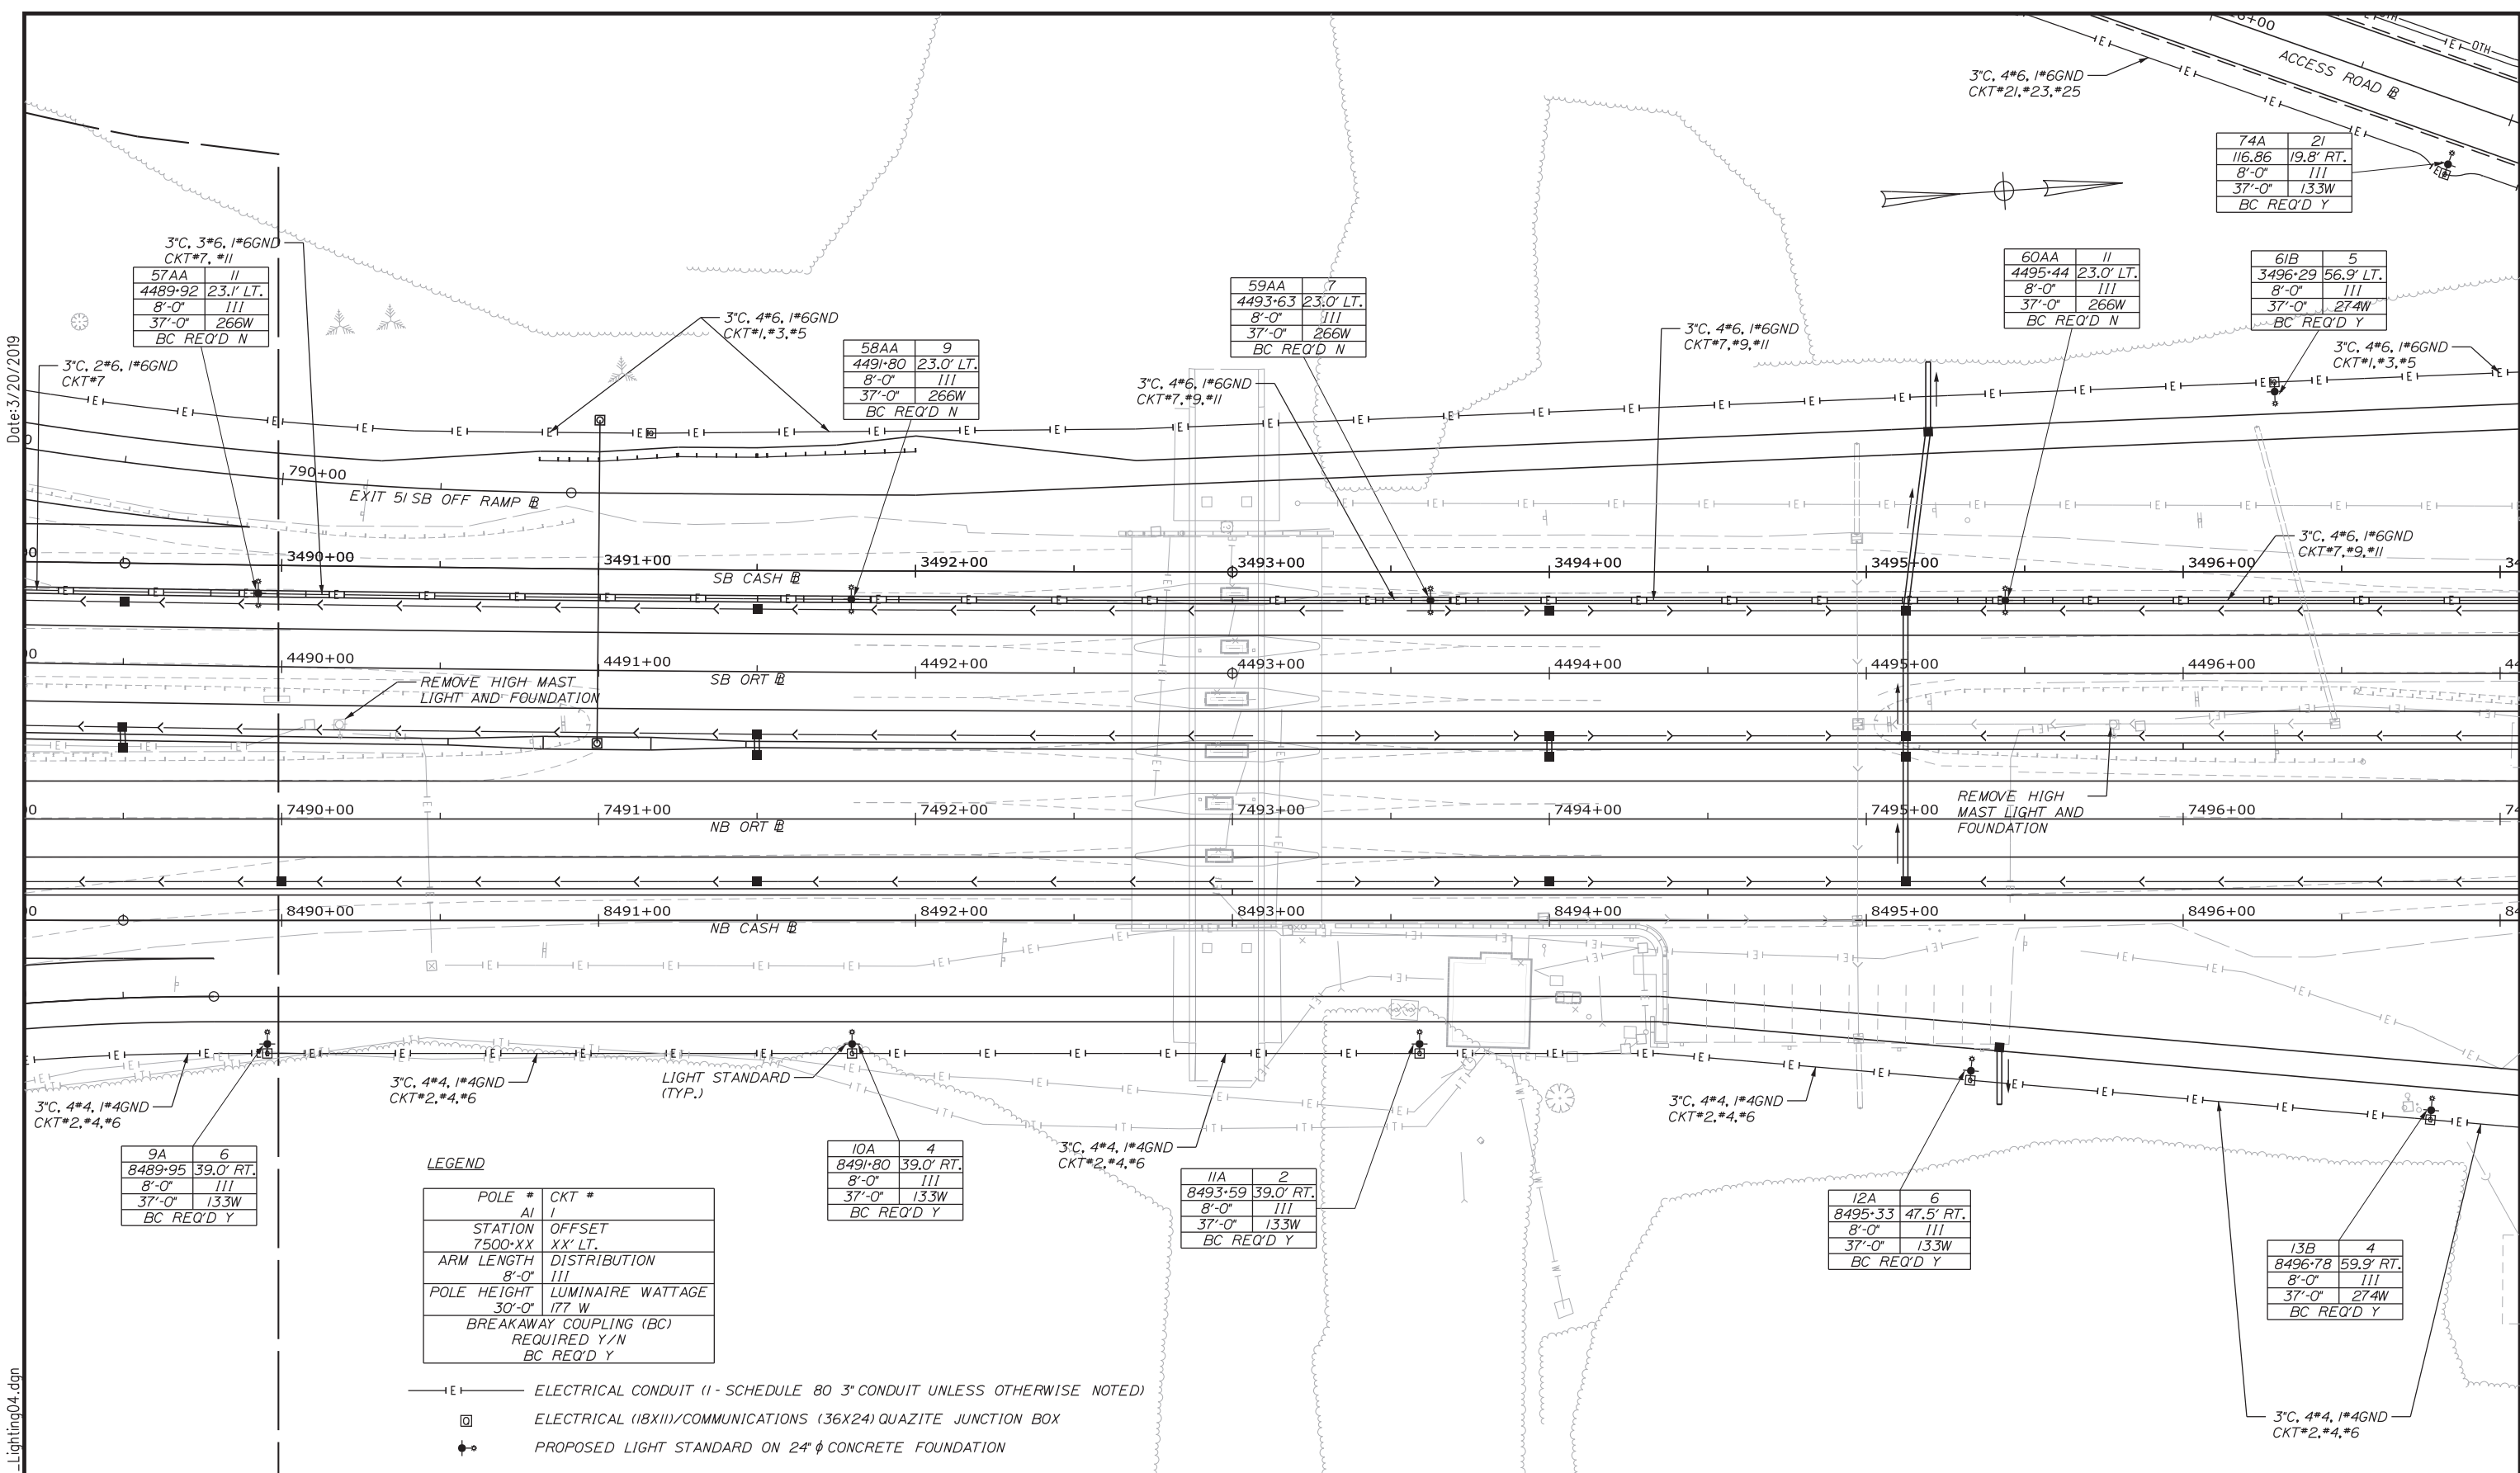 8+00
OTH
OTH
ACCESS ROAD BL
3"C, 4#6, 1#6GND
CKT#21,#23,#25
74A 21
116.86 19.8' RT.
8'-0" III
37'-0" 133W
BC REQ'D Y
3"C, 3#6, 1#6GND
CKT#7, #11
57AA 11
4489+92 23.1' LT.
8'-0" III
37'-0" 266W
BC REQ'D N
60AA 11
4495+44 23.0' LT.
8'-0" III
37'-0" 266W
BC REQ'D N
61B 5
3496+29 56.9' LT.
8'-0" III
37'-0" 274W
BC REQ'D Y
59AA 7
4493+63 23.0' LT.
8'-0" III
37'-0" 266W
BC REQ'D N
3"C, 4#6, 1#6GND
CKT#1,#3,#5
3"C, 4#6, 1#6GND
CKT#7,#9,#11
58AA 9
4491+80 23.0' LT.
8'-0" III
37'-0" 266W
BC REQ'D N
3"C, 4#6, 1#6GND
CKT#1,#3,#5
Date:3/20/2019
3"C, 2#6, 1#6GND
CKT#7
3"C, 4#6, 1#6GND
CKT#7,#9,#11
790+00
EXIT 51 SB OFF RAMP BL
3"C, 4#6, 1#6GND
CKT#7,#9,#11
3490+00 3491+00 3492+00 3493+00 3494+00 3495+00 3496+00
SB CASH BL
4490+00 4491+00 4492+00 4493+00 4494+00 4495+00 4496+00
SB ORT BL
REMOVE HIGH MAST
LIGHT AND FOUNDATION
REMOVE HIGH
MAST LIGHT AND
FOUNDATION
7490+00 7491+00 7492+00 7493+00 7494+00 7495+00 7496+00
NB ORT BL
8490+00 8491+00 8492+00 8493+00 8494+00 8495+00 8496+00
NB CASH BL
3"C, 4#4, 1#4GND
CKT#2,#4,#6
3"C, 4#4, 1#4GND
CKT#2,#4,#6
LIGHT STANDARD
(TYP.)
3"C, 4#4, 1#4GND
CKT#2,#4,#6
3"C, 4#4, 1#4GND
CKT#2,#4,#6
9A 6
8489+95 39.0' RT.
8'-0" III
37'-0" 133W
BC REQ'D Y
10A 4
8491+80 39.0' RT.
8'-0" III
37'-0" 133W
BC REQ'D Y
11A 2
8493+59 39.0' RT.
8'-0" III
37'-0" 133W
BC REQ'D Y
12A 6
8495+33 47.5' RT.
8'-0" III
37'-0" 133W
BC REQ'D Y
13B 4
8496+78 59.9' RT.
8'-0" III
37'-0" 274W
BC REQ'D Y
3"C, 4#4, 1#4GND
CKT#2,#4,#6
LEGEND
POLE # CKT #
A1 1
STATION OFFSET
7500+XX XX' LT.
ARM LENGTH DISTRIBUTION
8'-0" III
POLE HEIGHT LUMINAIRE WATTAGE
30'-0" 177 W
BREAKAWAY COUPLING (BC)
REQUIRED Y/N
BC REQ'D Y
E ELECTRICAL CONDUIT (1 - SCHEDULE 80 3" CONDUIT UNLESS OTHERWISE NOTED)
ELECTRICAL (18X11)/COMMUNICATIONS (36X24) QUAZITE JUNCTION BOX
PROPOSED LIGHT STANDARD ON 24" ϕ CONCRETE FOUNDATION
_Lighting04.dgn